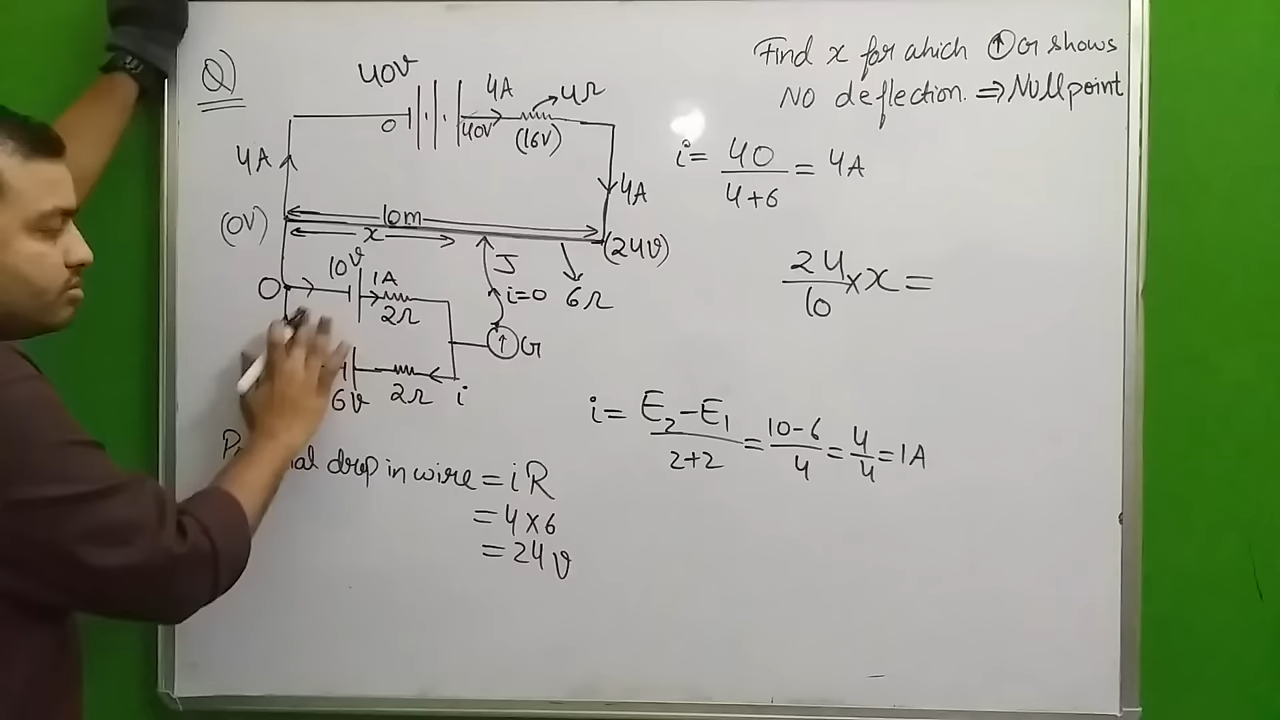 Q)
Find x for which ↑G shows
NO deflection. ⇒ Null point
40V
4A
4Ω
0
40V
(16V)
i = 40/(4+6) = 4A
4A
4A
(0V)
10m
x
(24V)
24/10 × x =
J
i=0
6Ω
10V
1A
2Ω
0
↑
G
6V
2Ω
i
i = (E₂-E₁)/(2+2) = (10-6)/4 = 4/4 = 1A
drop in wire = iR
= 4×6
= 24V